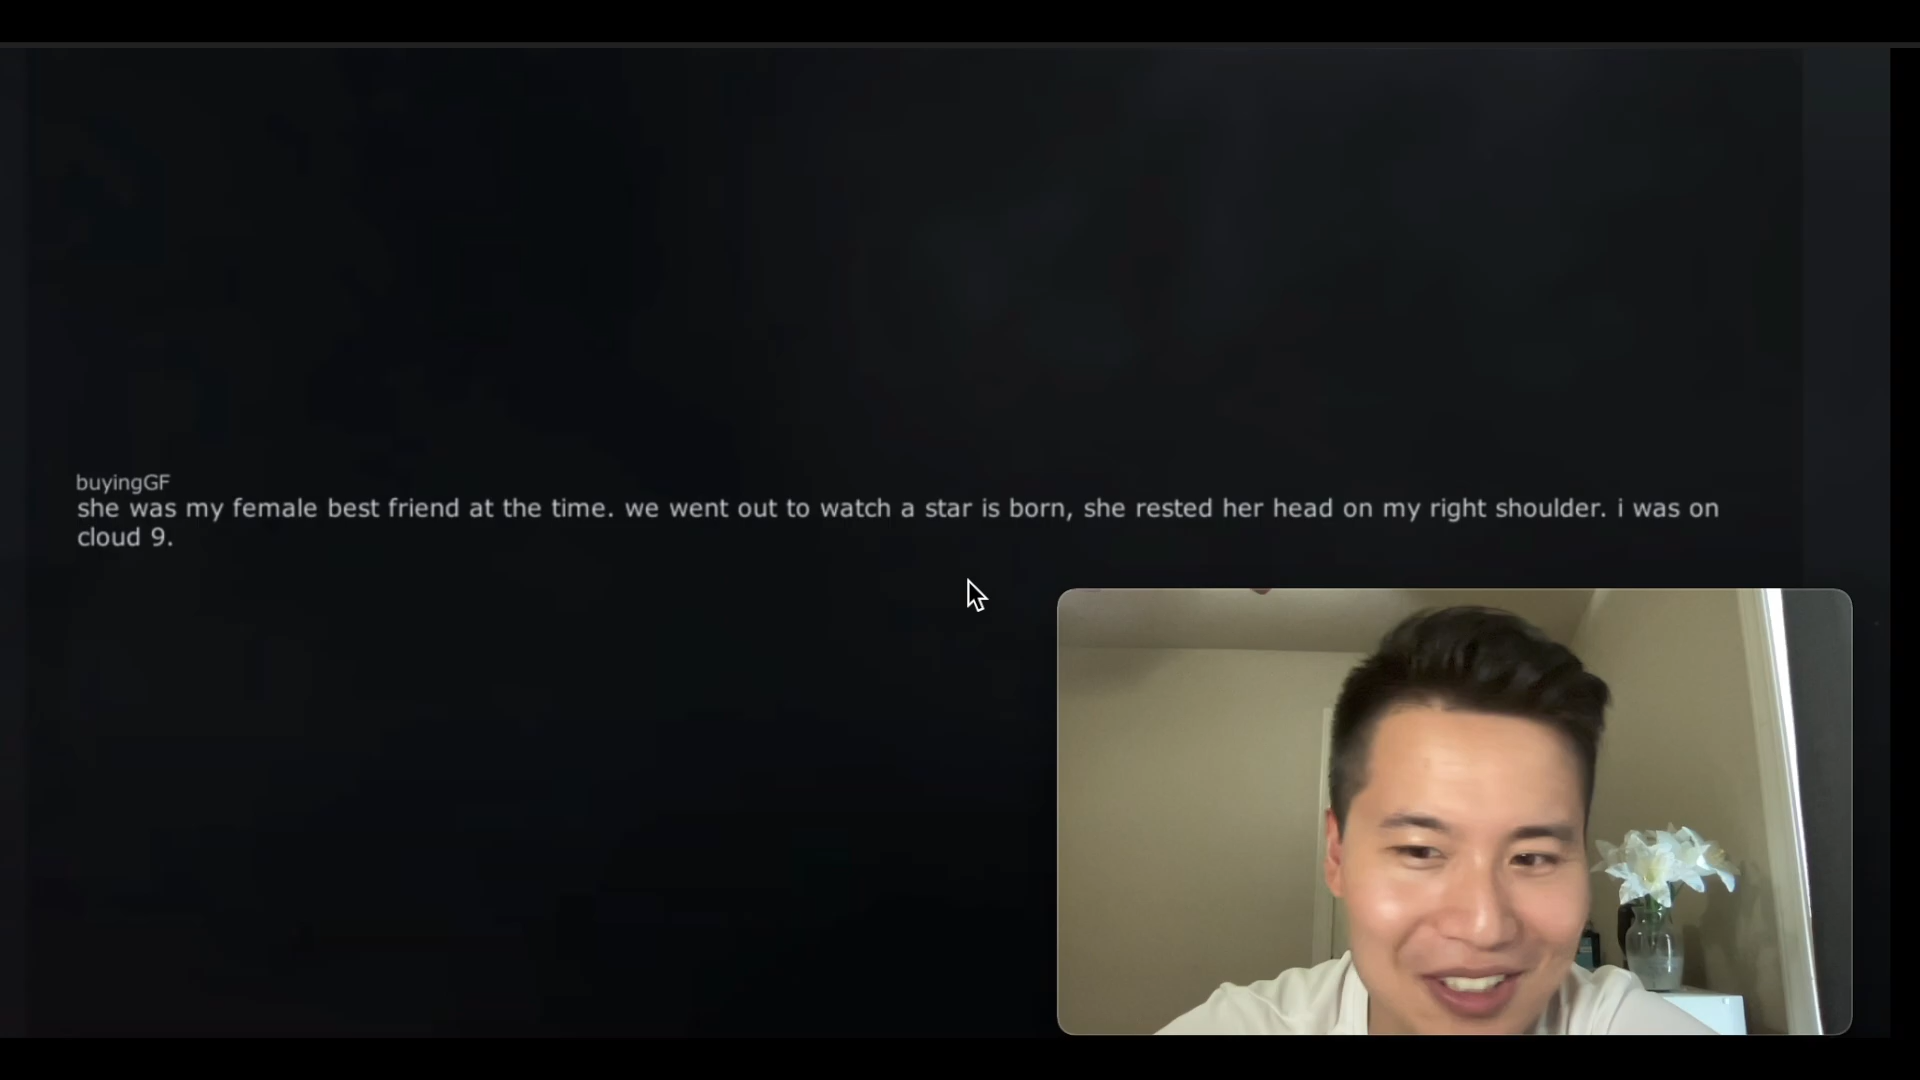 buyingGF
she was my female best friend at the time. we went out to watch a star is born, she rested her head on my right shoulder. i was on
cloud 9.